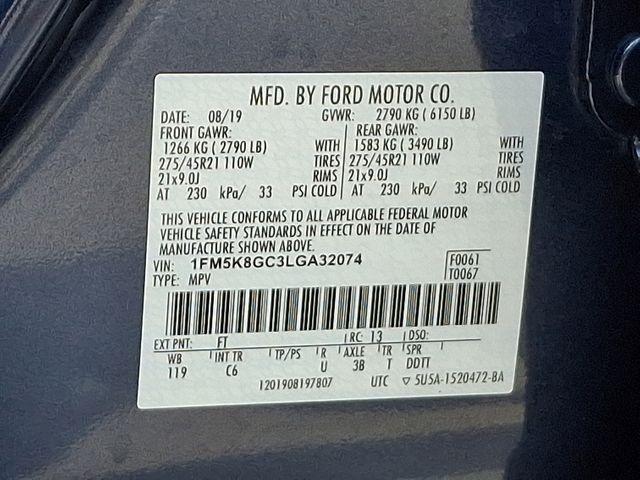 MFD. BY FORD MOTOR CO.
DATE: 08/19 GVWR: 2790 KG ( 6150 LB)
FRONT GAWR: REAR GAWR:
1266 KG ( 2790 LB) WITH 1583 KG ( 3490 LB) WITH
275/45R21 110W TIRES 275/45R21 110W TIRES
21x9.0J RIMS 21x9.0J RIMS
AT 230 kPa/ 33 PSI COLD AT 230 kPa/ 33 PSI COLD
THIS VEHICLE CONFORMS TO ALL APPLICABLE FEDERAL MOTOR
VEHICLE SAFETY STANDARDS IN EFFECT ON THE DATE OF
MANUFACTURE SHOWN ABOVE.
VIN: 1FM5K8GC3LGA32074 F0061
TYPE: MPV T0067
EXT PNT: FT RC: 13 DSO:
WB INT TR TP/PS R AXLE TR SPR
119 C6 U 3B T DDTT
1201908197807 UTC ▽ 5U5A-1520472-BA